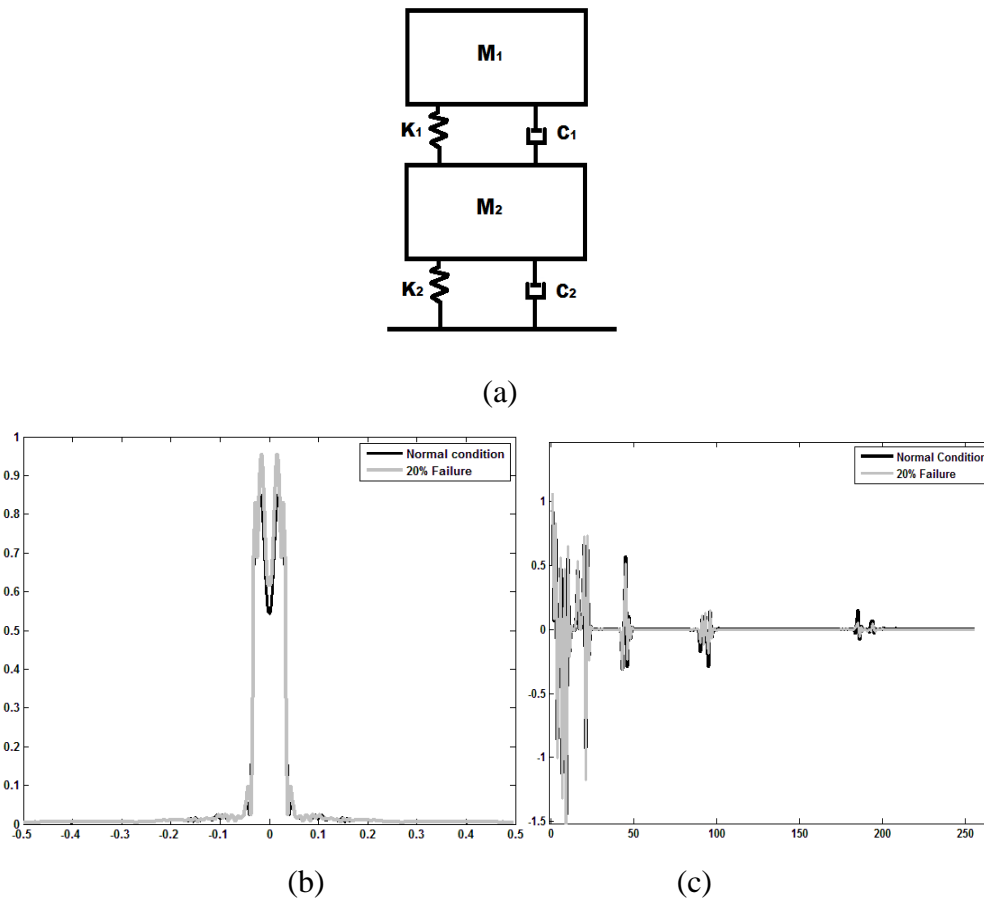 M1
K1
C1
M2
K2
C2
(a)
1
0.9
0.8
0.7
0.6
0.5
0.4
0.3
0.2
0.1
0
-0.5
-0.4
-0.3
-0.2
-0.1
0
0.1
0.2
0.3
0.4
0.5
Normal condition
20% Failure
(b)
1
0.5
0
-0.5
-1
-1.5
0
50
100
150
200
250
Normal Condition
20% Failure
(c)